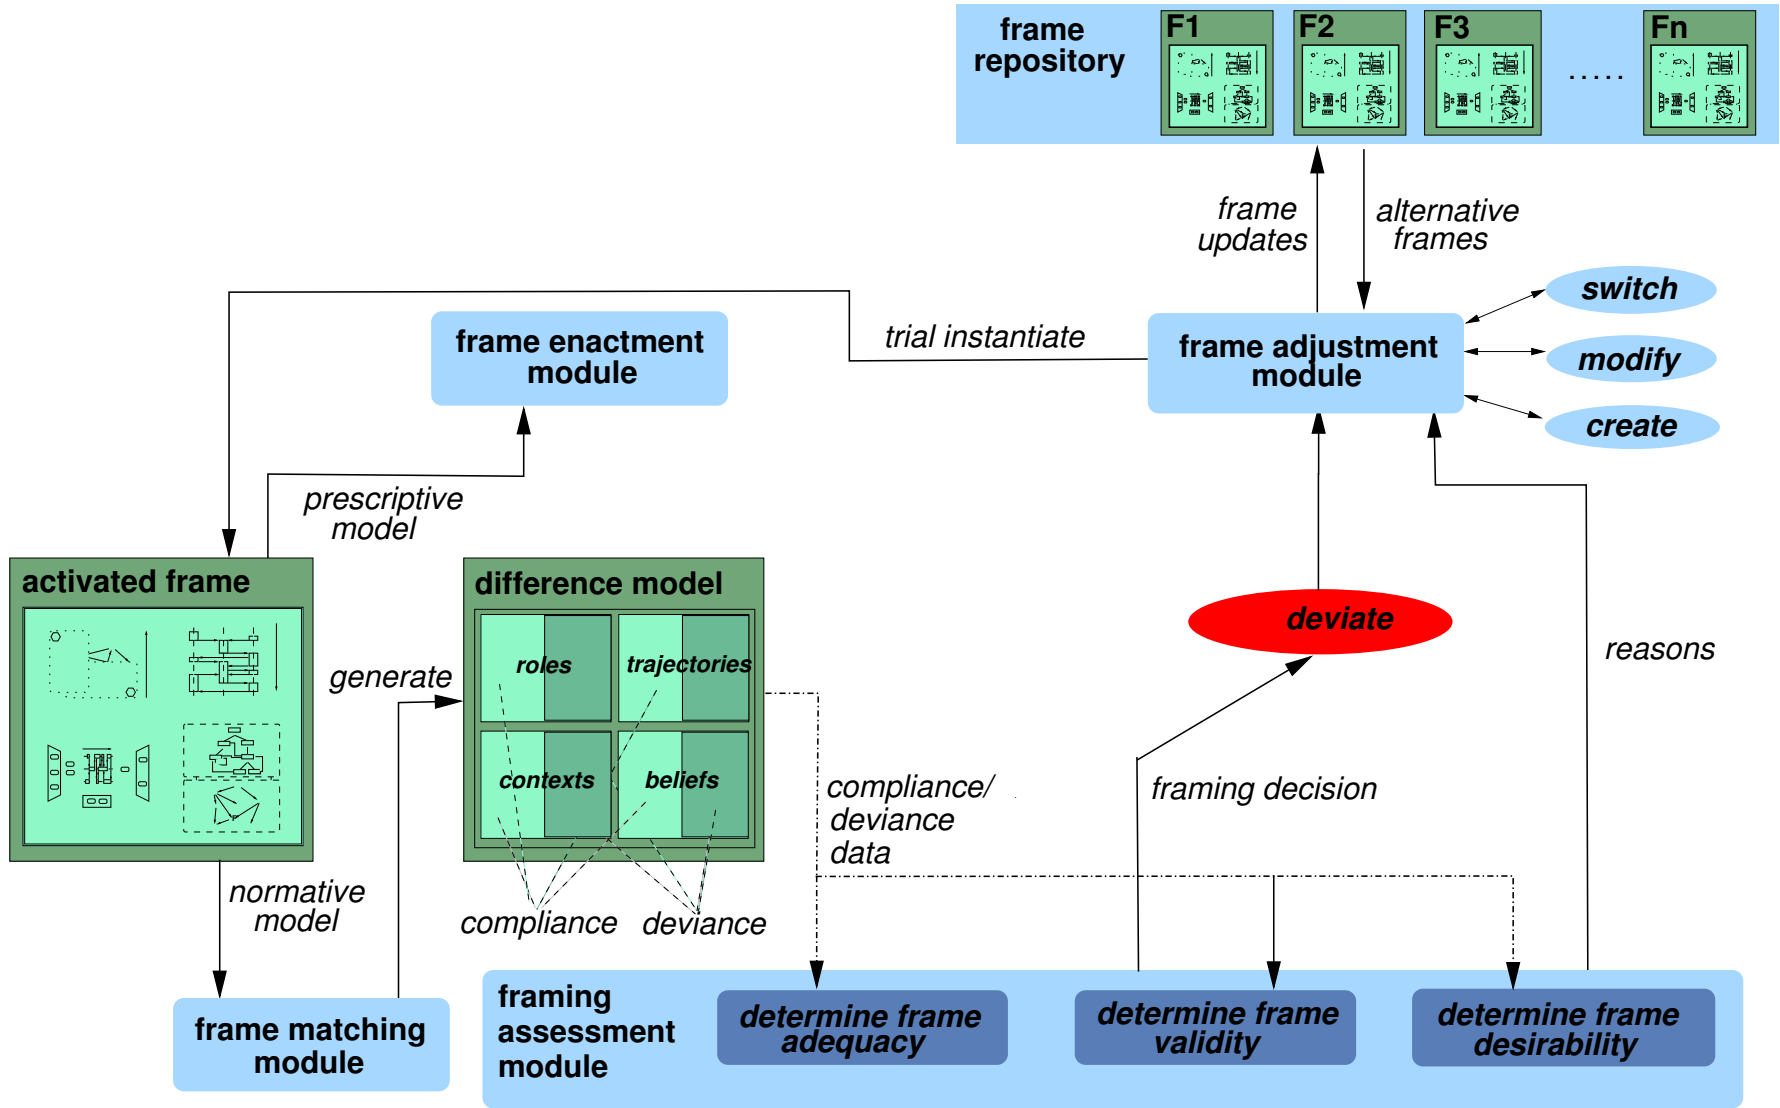 frame
repository
F1
F2
F3
.....
Fn
frame
updates
alternative
frames
switch
modify
create
frame adjustment
module
trial instantiate
frame enactment
module
prescriptive
model
activated frame
difference model
roles
trajectories
contexts
beliefs
generate
deviate
reasons
compliance/
deviance
data
framing decision
normative
model
compliance
deviance
frame matching
module
framing
assessment
module
determine frame
adequacy
determine frame
validity
determine frame
desirability